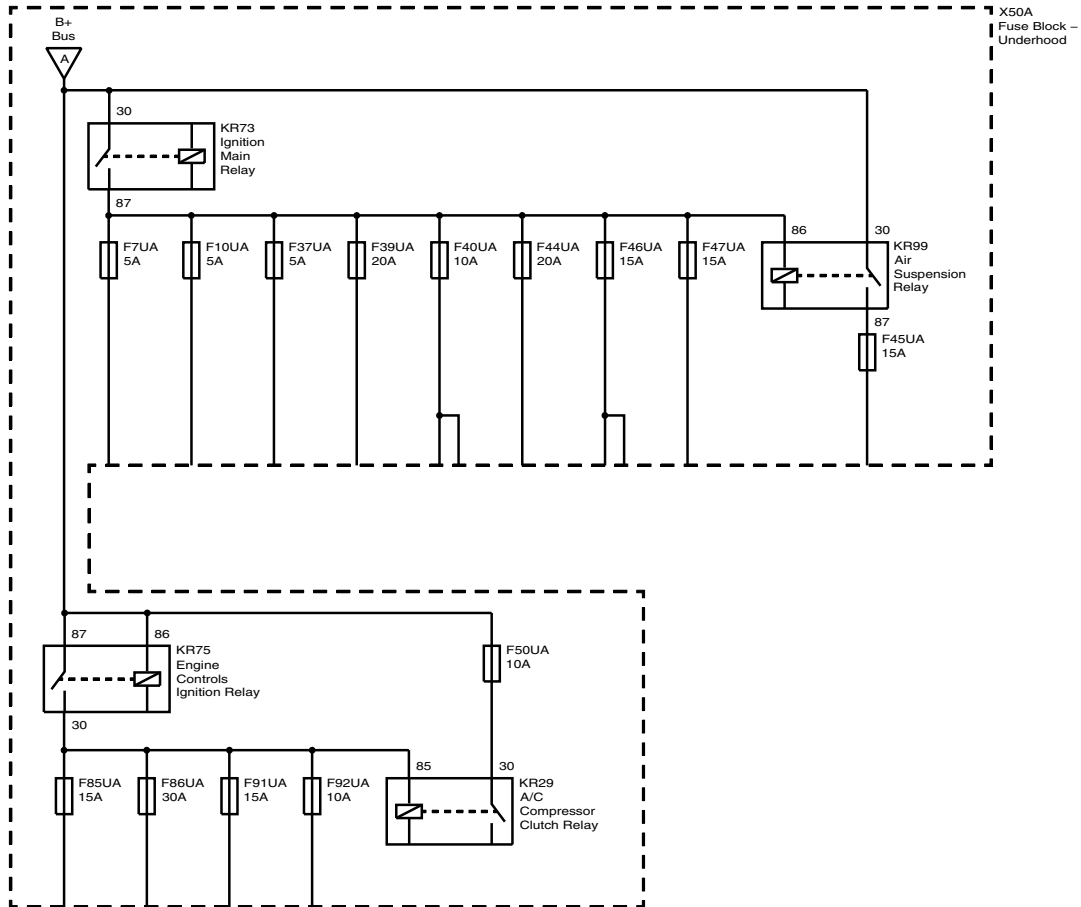 X50A
Fuse Block –
Underhood
B+
Bus
A
30
KR73
Ignition
Main
Relay
87
F7UA
5A
F10UA
5A
F37UA
5A
F39UA
20A
F40UA
10A
F44UA
20A
F46UA
15A
F47UA
15A
86
30
KR99
Air
Suspension
Relay
87
F45UA
15A
87
86
KR75
Engine
Controls
Ignition Relay
30
F50UA
10A
F85UA
15A
F86UA
30A
F91UA
15A
F92UA
10A
85
30
KR29
A/C
Compressor
Clutch Relay